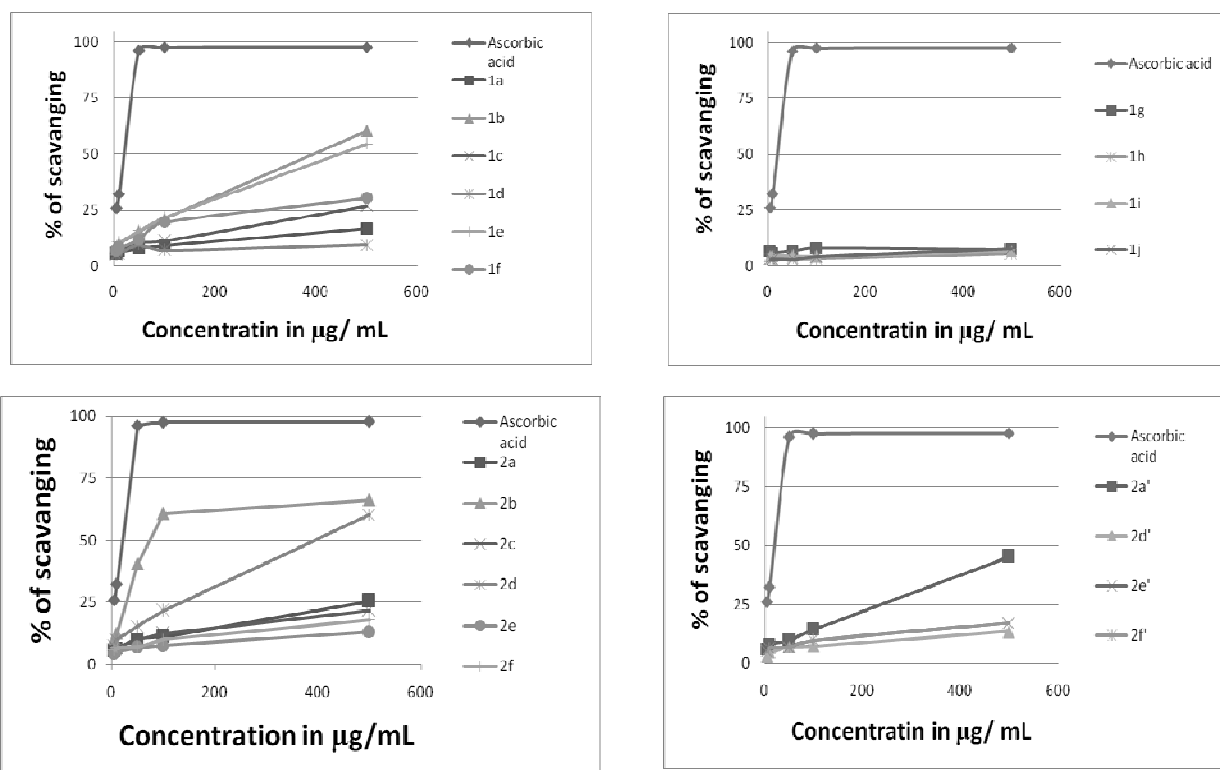 100
75
50
25
0
0
200
400
600
% of scavanging
Concentratin in µg/ mL
Ascorbic
acid
1a
1b
1c
1d
1e
1f
100
75
50
25
0
0
200
400
600
% of scavanging
Concentratin in µg/ mL
Ascorbic acid
1g
1h
1i
1j
100
75
50
25
0
0
200
400
600
% of scavanging
Concentration in µg/mL
Ascorbic
acid
2a
2b
2c
2d
2e
2f
100
75
50
25
0
0
200
400
600
% of scavanging
Concentratin in µg/ mL
Ascorbic
acid
2a'
2d'
2e'
2f'